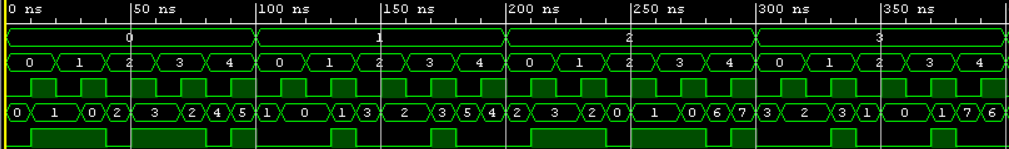 0 ns 50 ns 100 ns 150 ns 200 ns 250 ns 300 ns 350 ns
0 1 2 3
0 1 2 3 4 0 1 2 3 4 0 1 2 3 4 0 1 2 3 4
0 1 0 2 3 2 4 5 1 0 1 3 2 3 5 4 2 3 2 0 1 0 6 7 3 2 3 1 0 1 7 6